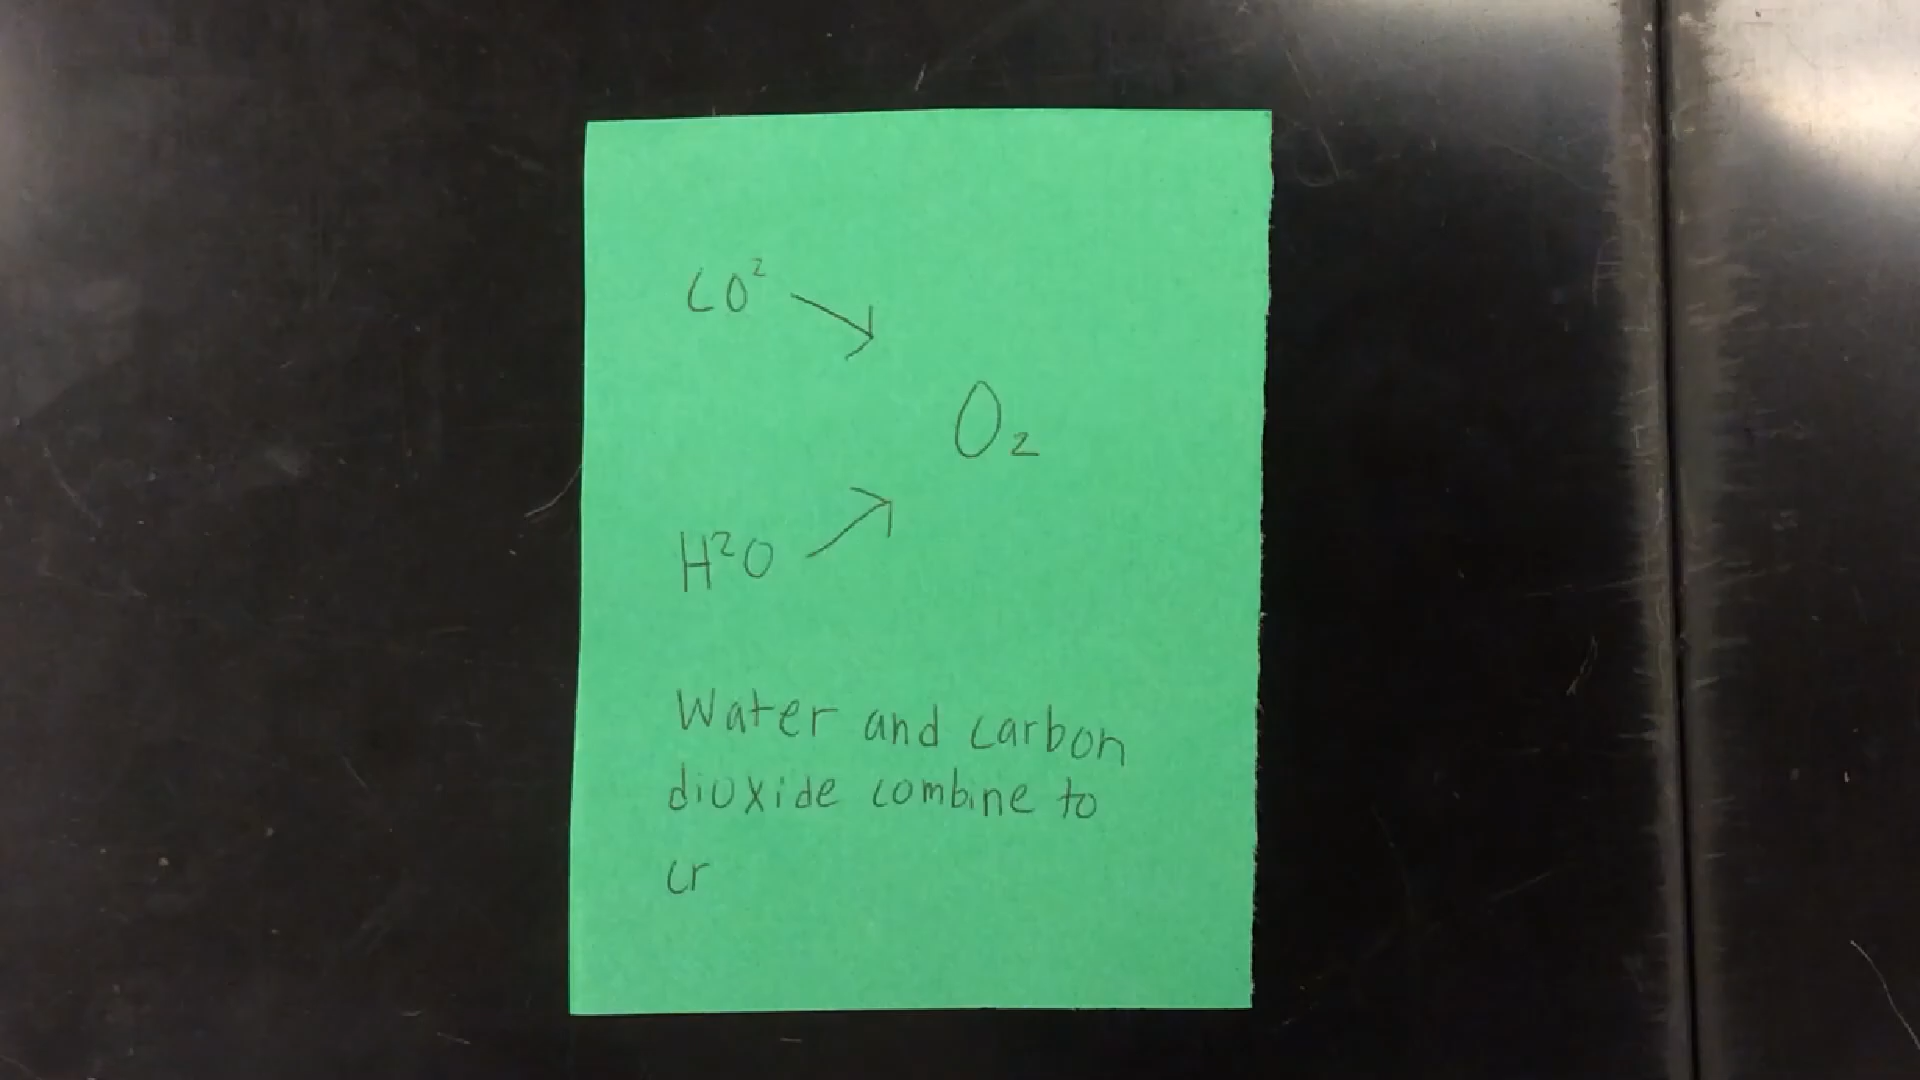 CO²
O₂
H²O
Water and carbon
dioxide combine to
cr